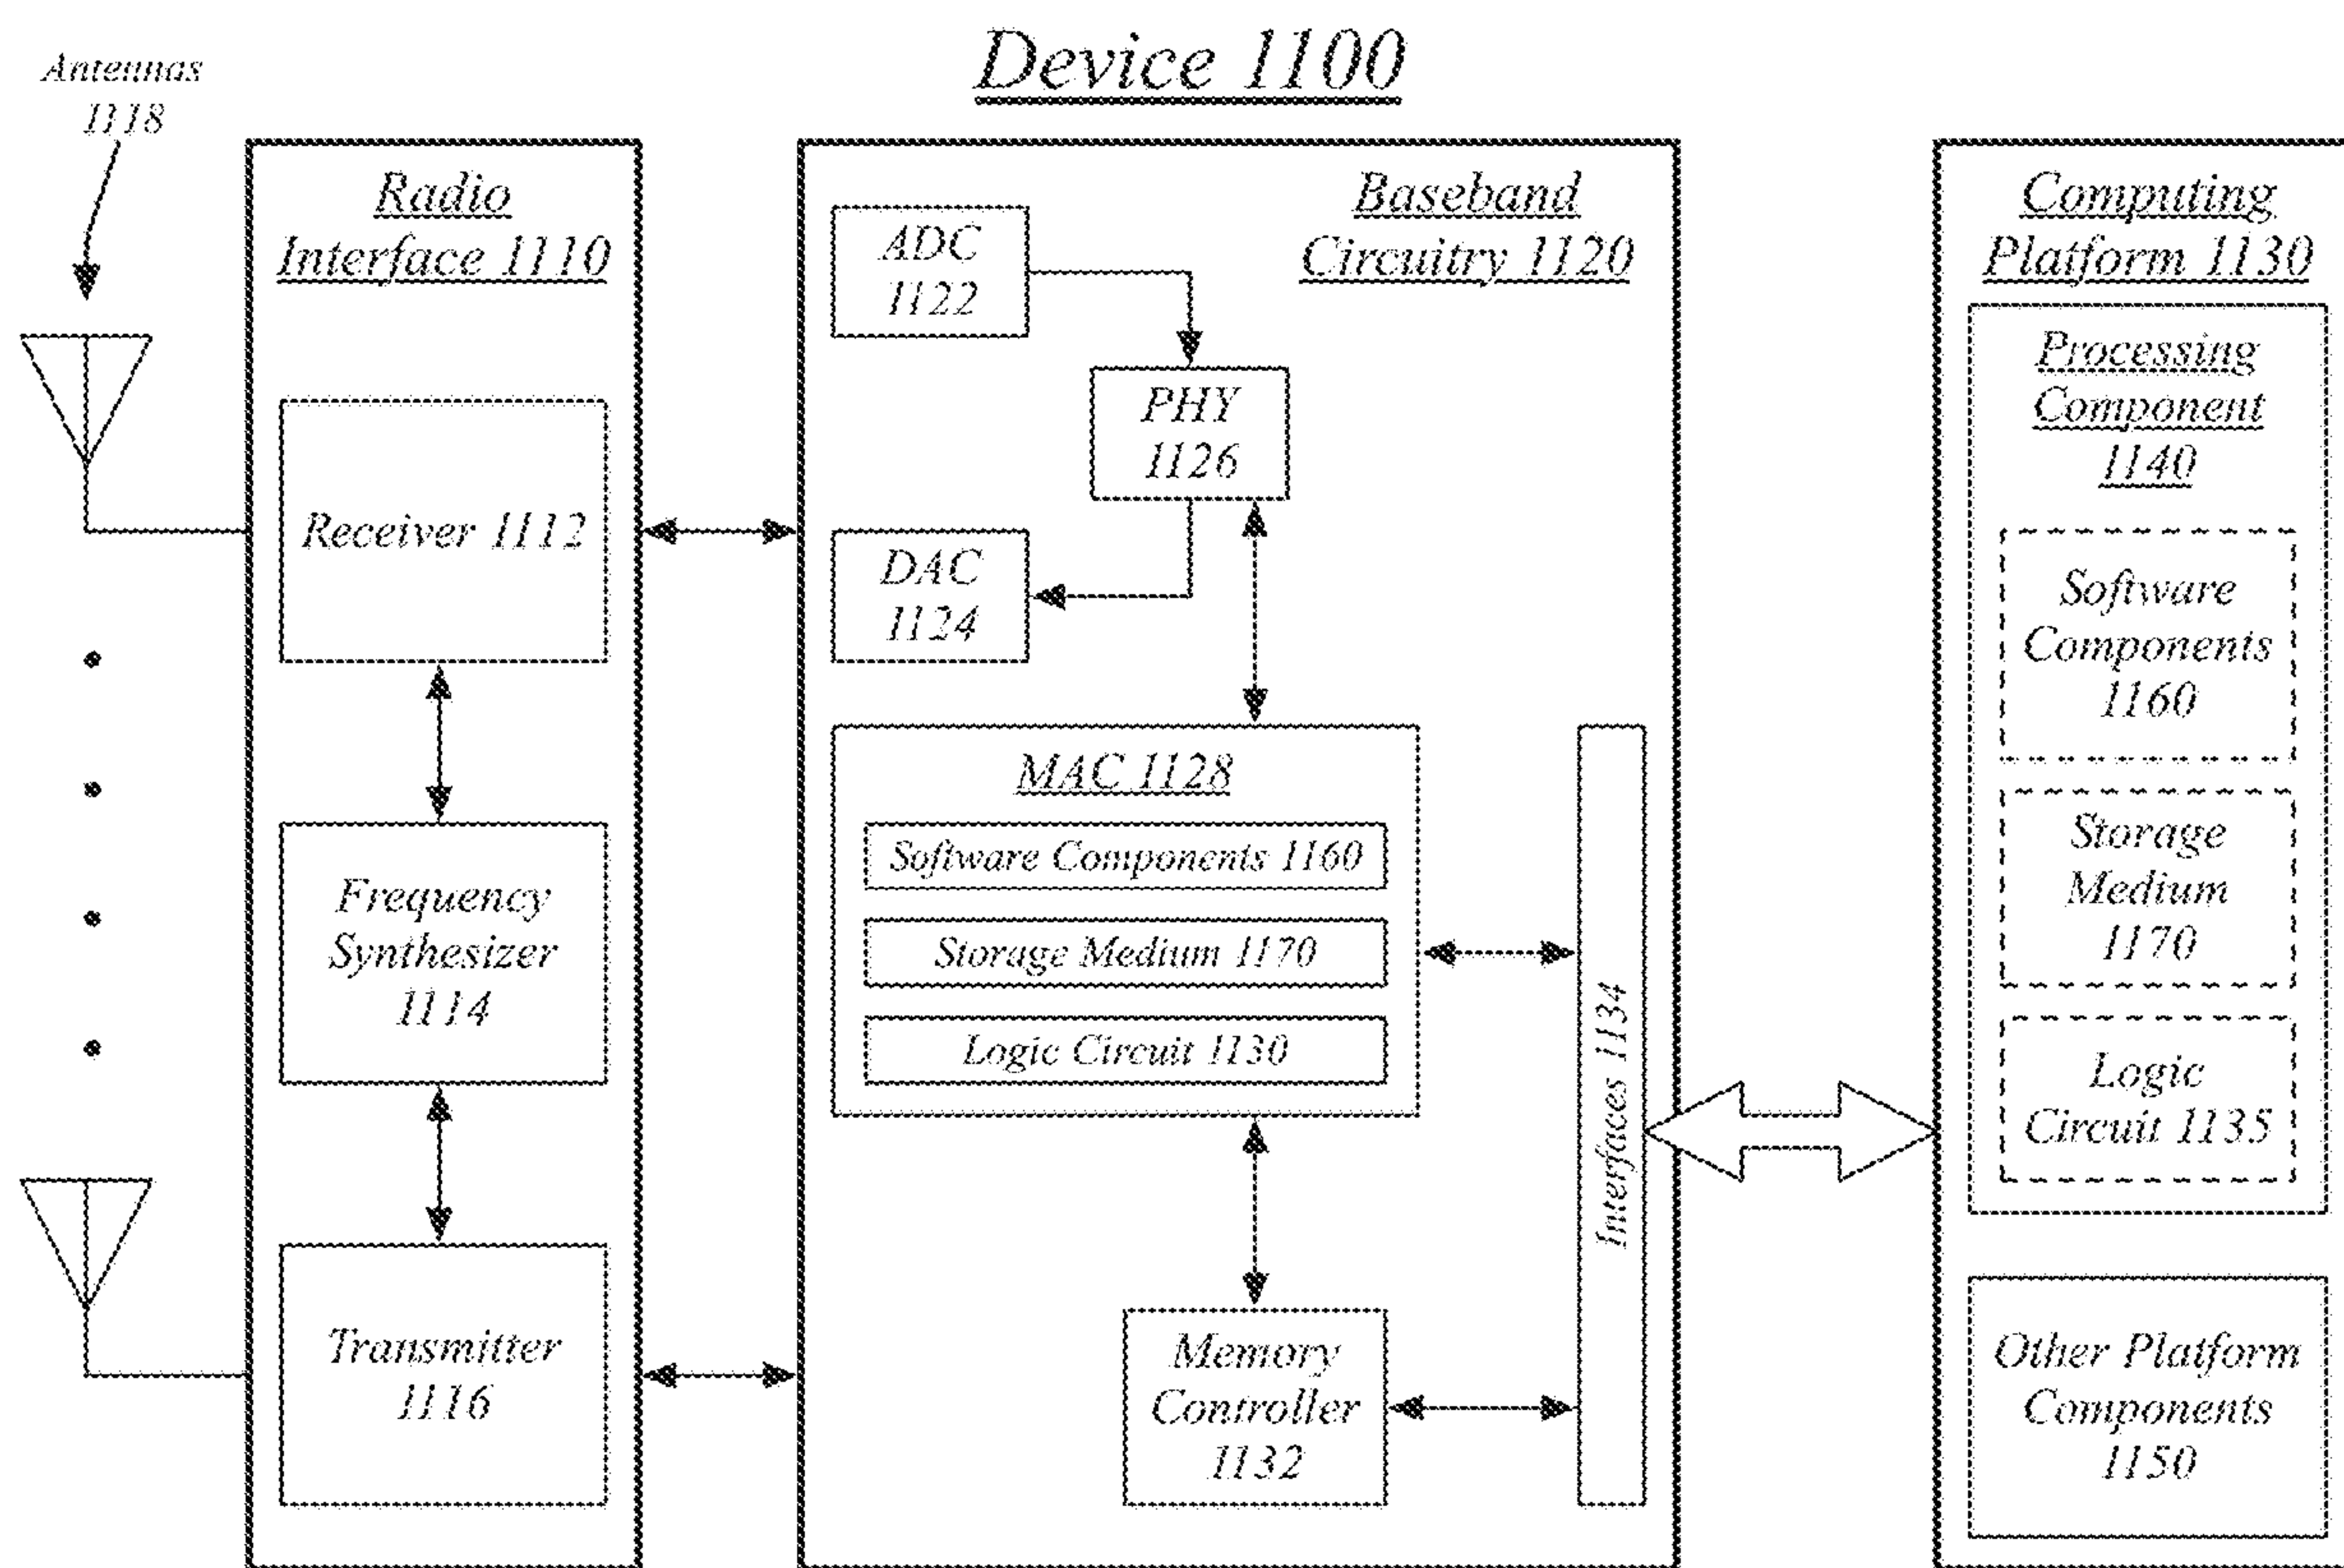 Device 1100
Antennas
1118
Radio
Interface 1110
Receiver 1112
Frequency
Synthesizer
1114
Transmitter
1116
Baseband
Circuitry 1120
ADC
1122
PHY
1126
DAC
1124
MAC 1128
Software Components 1160
Storage Medium 1170
Logic Circuit 1130
Memory
Controller
1132
Interfaces 1134
Computing
Platform 1130
Processing
Component
1140
Software
Components
1160
Storage
Medium
1170
Logic
Circuit 1135
Other Platform
Components
1150